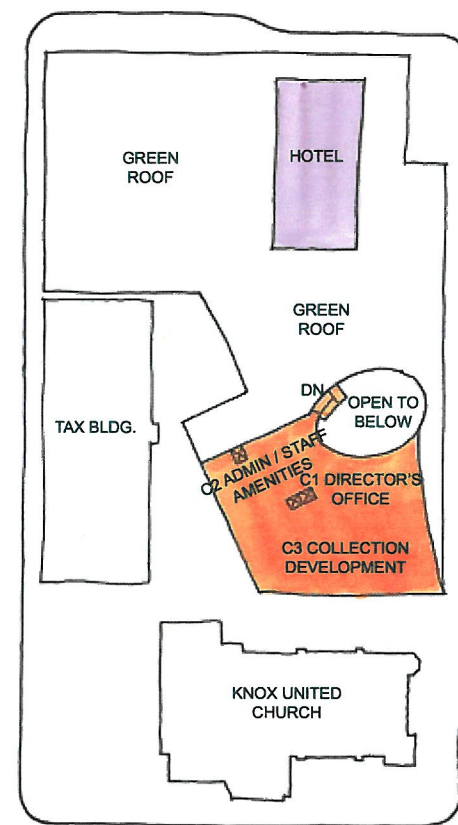 GREEN
ROOF
HOTEL
GREEN
ROOF
DN
OPEN TO
BELOW
TAX BLDG.
C2 ADMIN / STAFF
AMENITIES
C1 DIRECTOR'S
OFFICE
C3 COLLECTION
DEVELOPMENT
KNOX UNITED
CHURCH